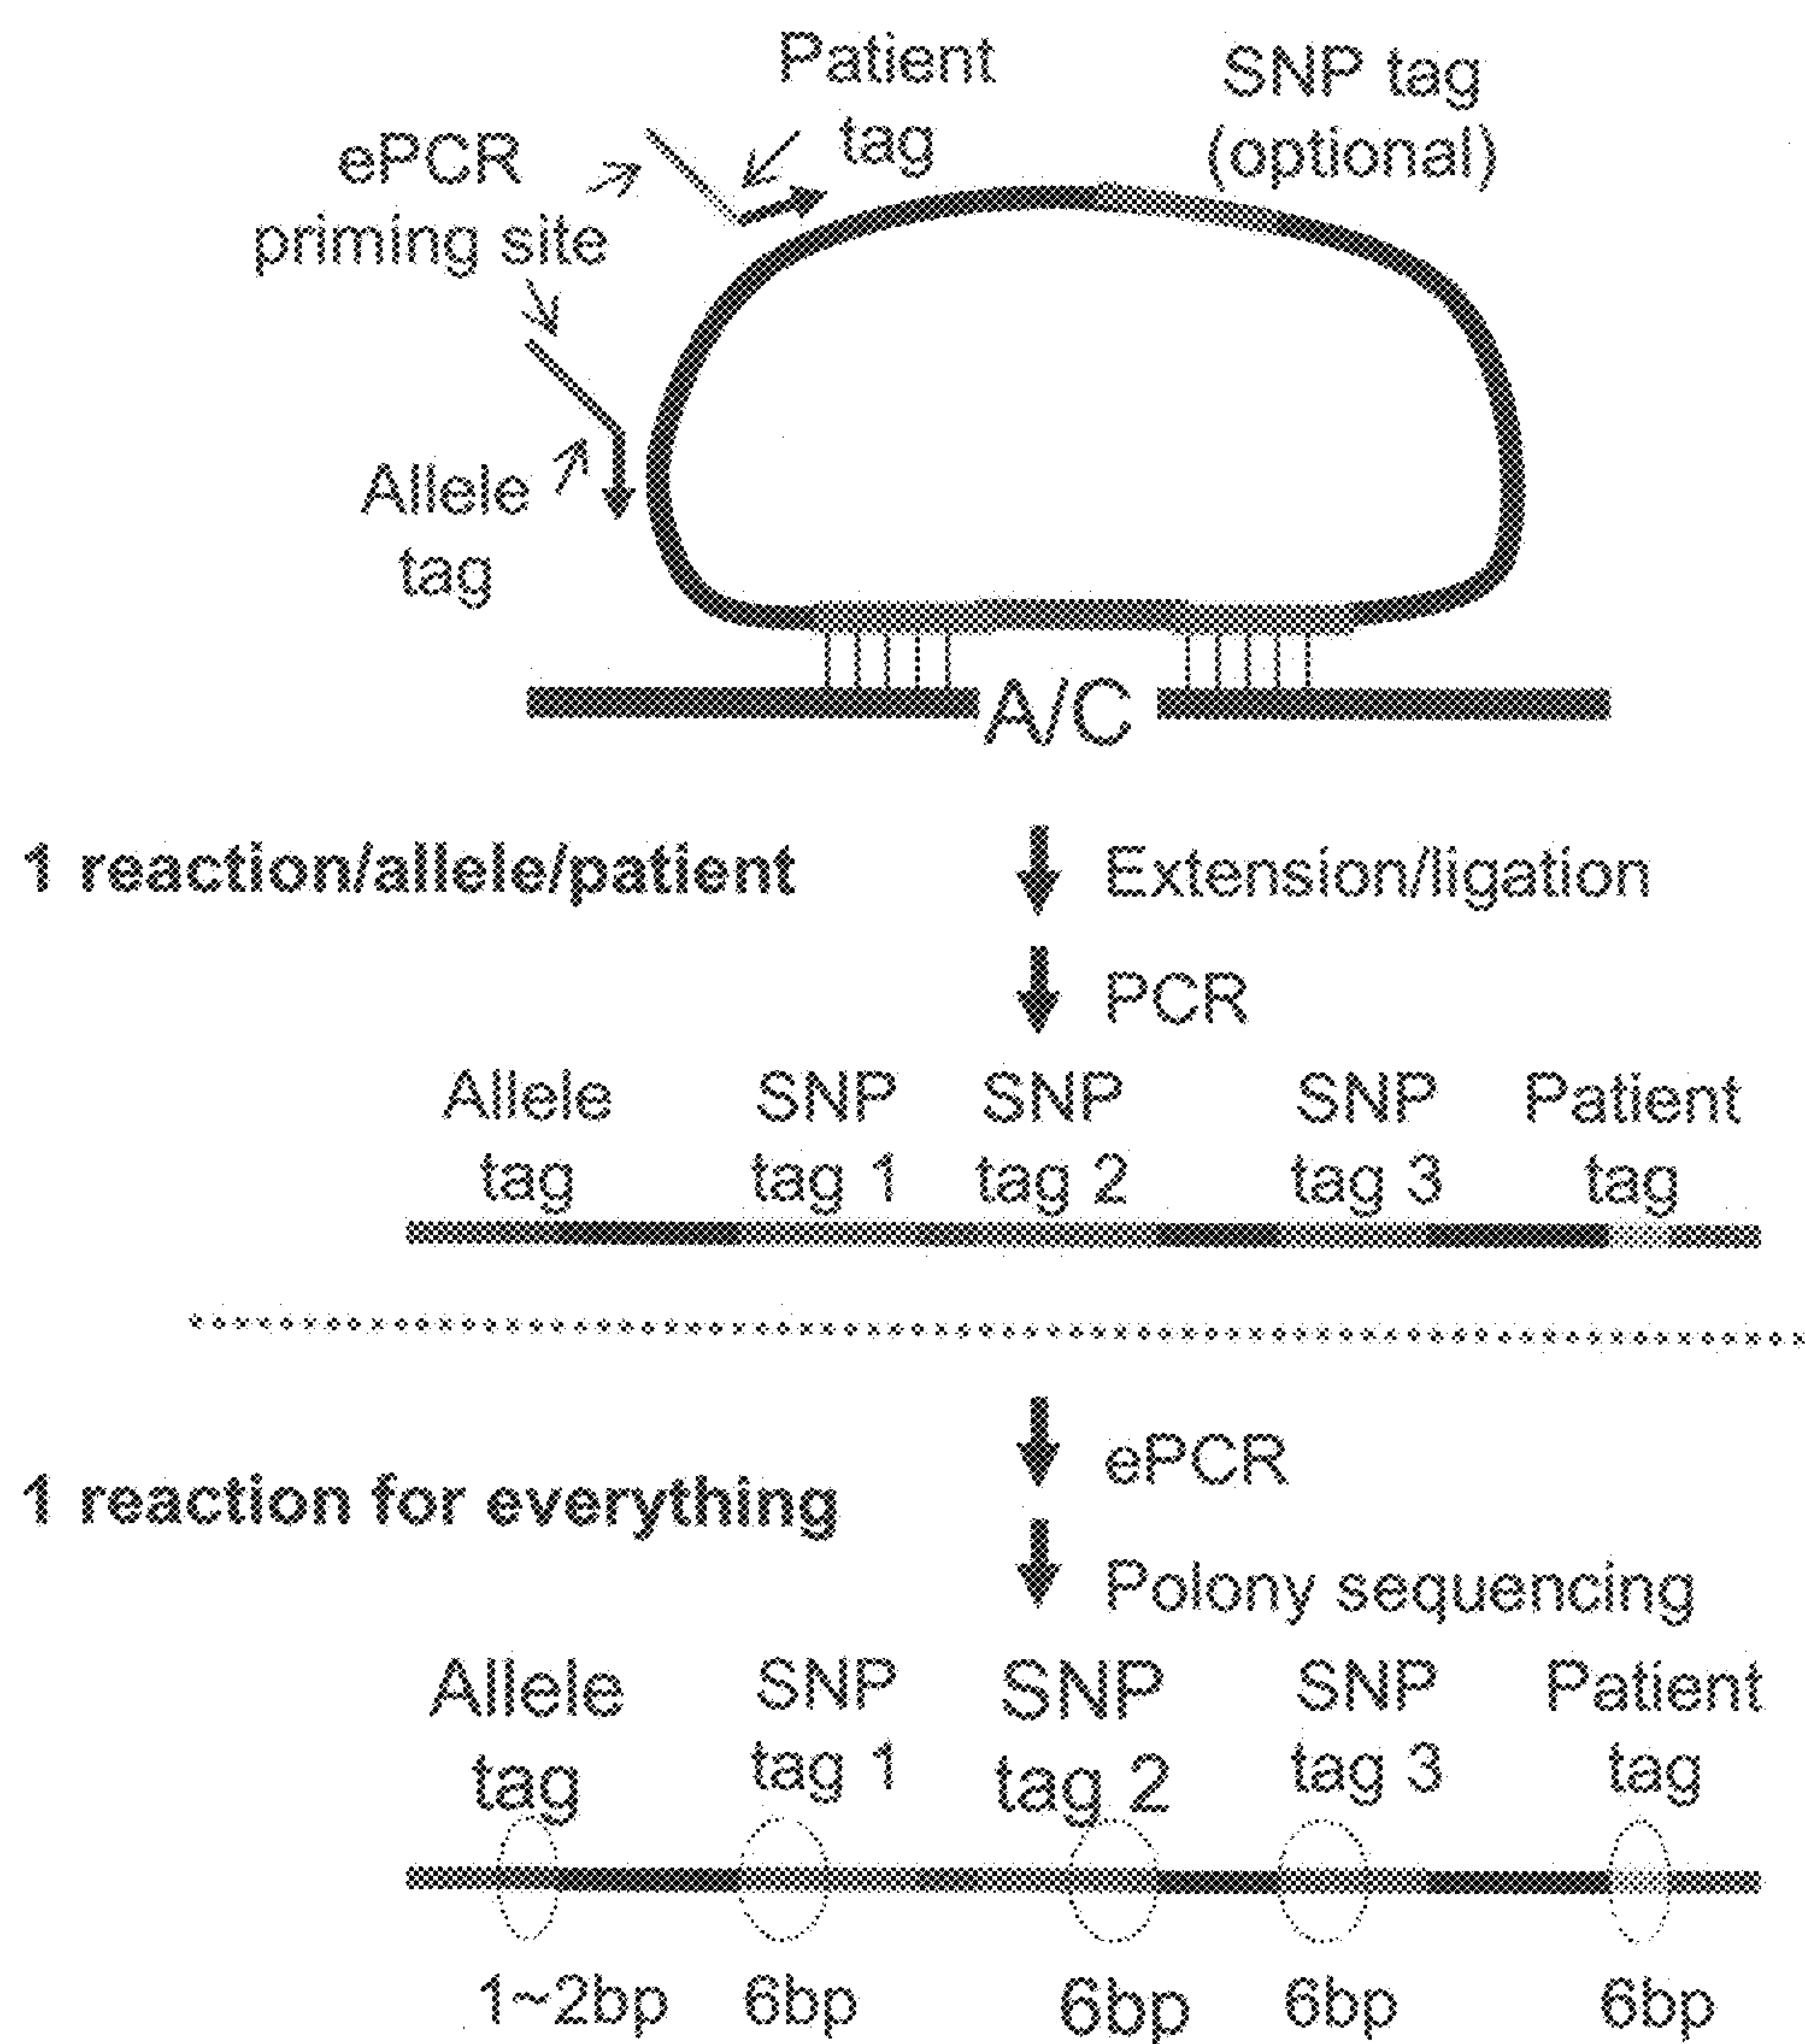 Patient
tag
SNP tag
(optional)
ePCR
priming site
Allele
tag
A/C
1 reaction/allele/patient
Extension/ligation
PCR
Allele
tag
SNP
tag 1
SNP
tag 2
SNP
tag 3
Patient
tag
1 reaction for everything
ePCR
Polony sequencing
Allele
tag
SNP
tag 1
SNP
tag 2
SNP
tag 3
Patient
tag
1~2bp
6bp
6bp
6bp
6bp